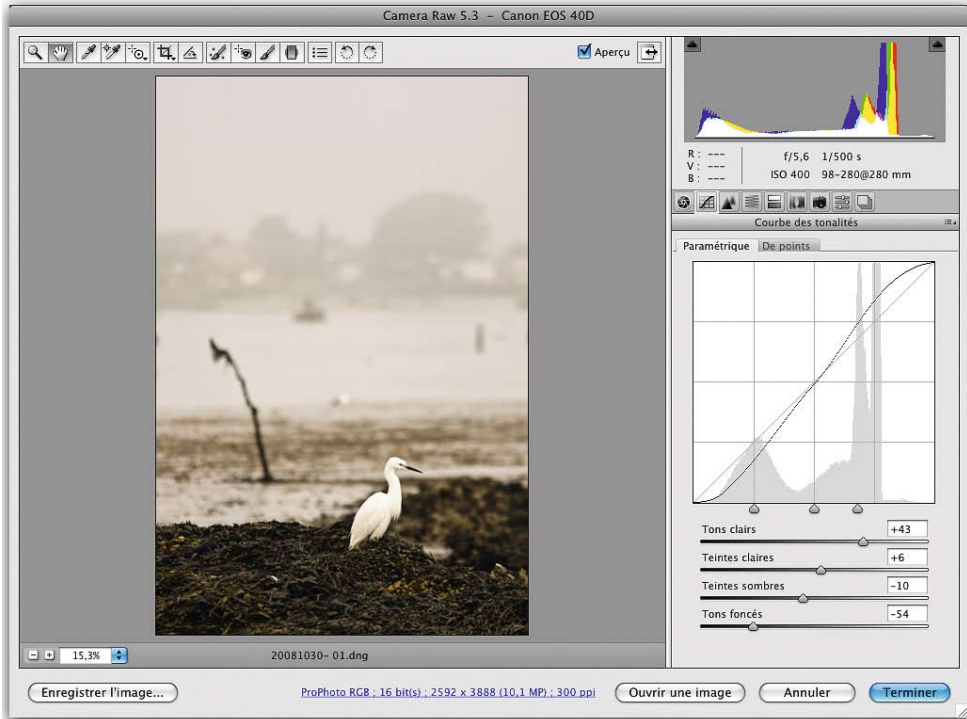 Camera Raw 5.3 – Canon EOS 40D
Aperçu
R : ---
V : ---
B : ---
f/5,6 1/500 s
ISO 400 98-280@280 mm
Courbe des tonalités
Paramétrique De points
Tons clairs +43
Teintes claires +6
Teintes sombres -10
Tons foncés -54
15,3%
20081030- 01.dng
Enregistrer l'image...
ProPhoto RGB ; 16 bit(s) ; 2592 x 3888 (10,1 MP) ; 300 ppi
Ouvrir une image
Annuler
Terminer